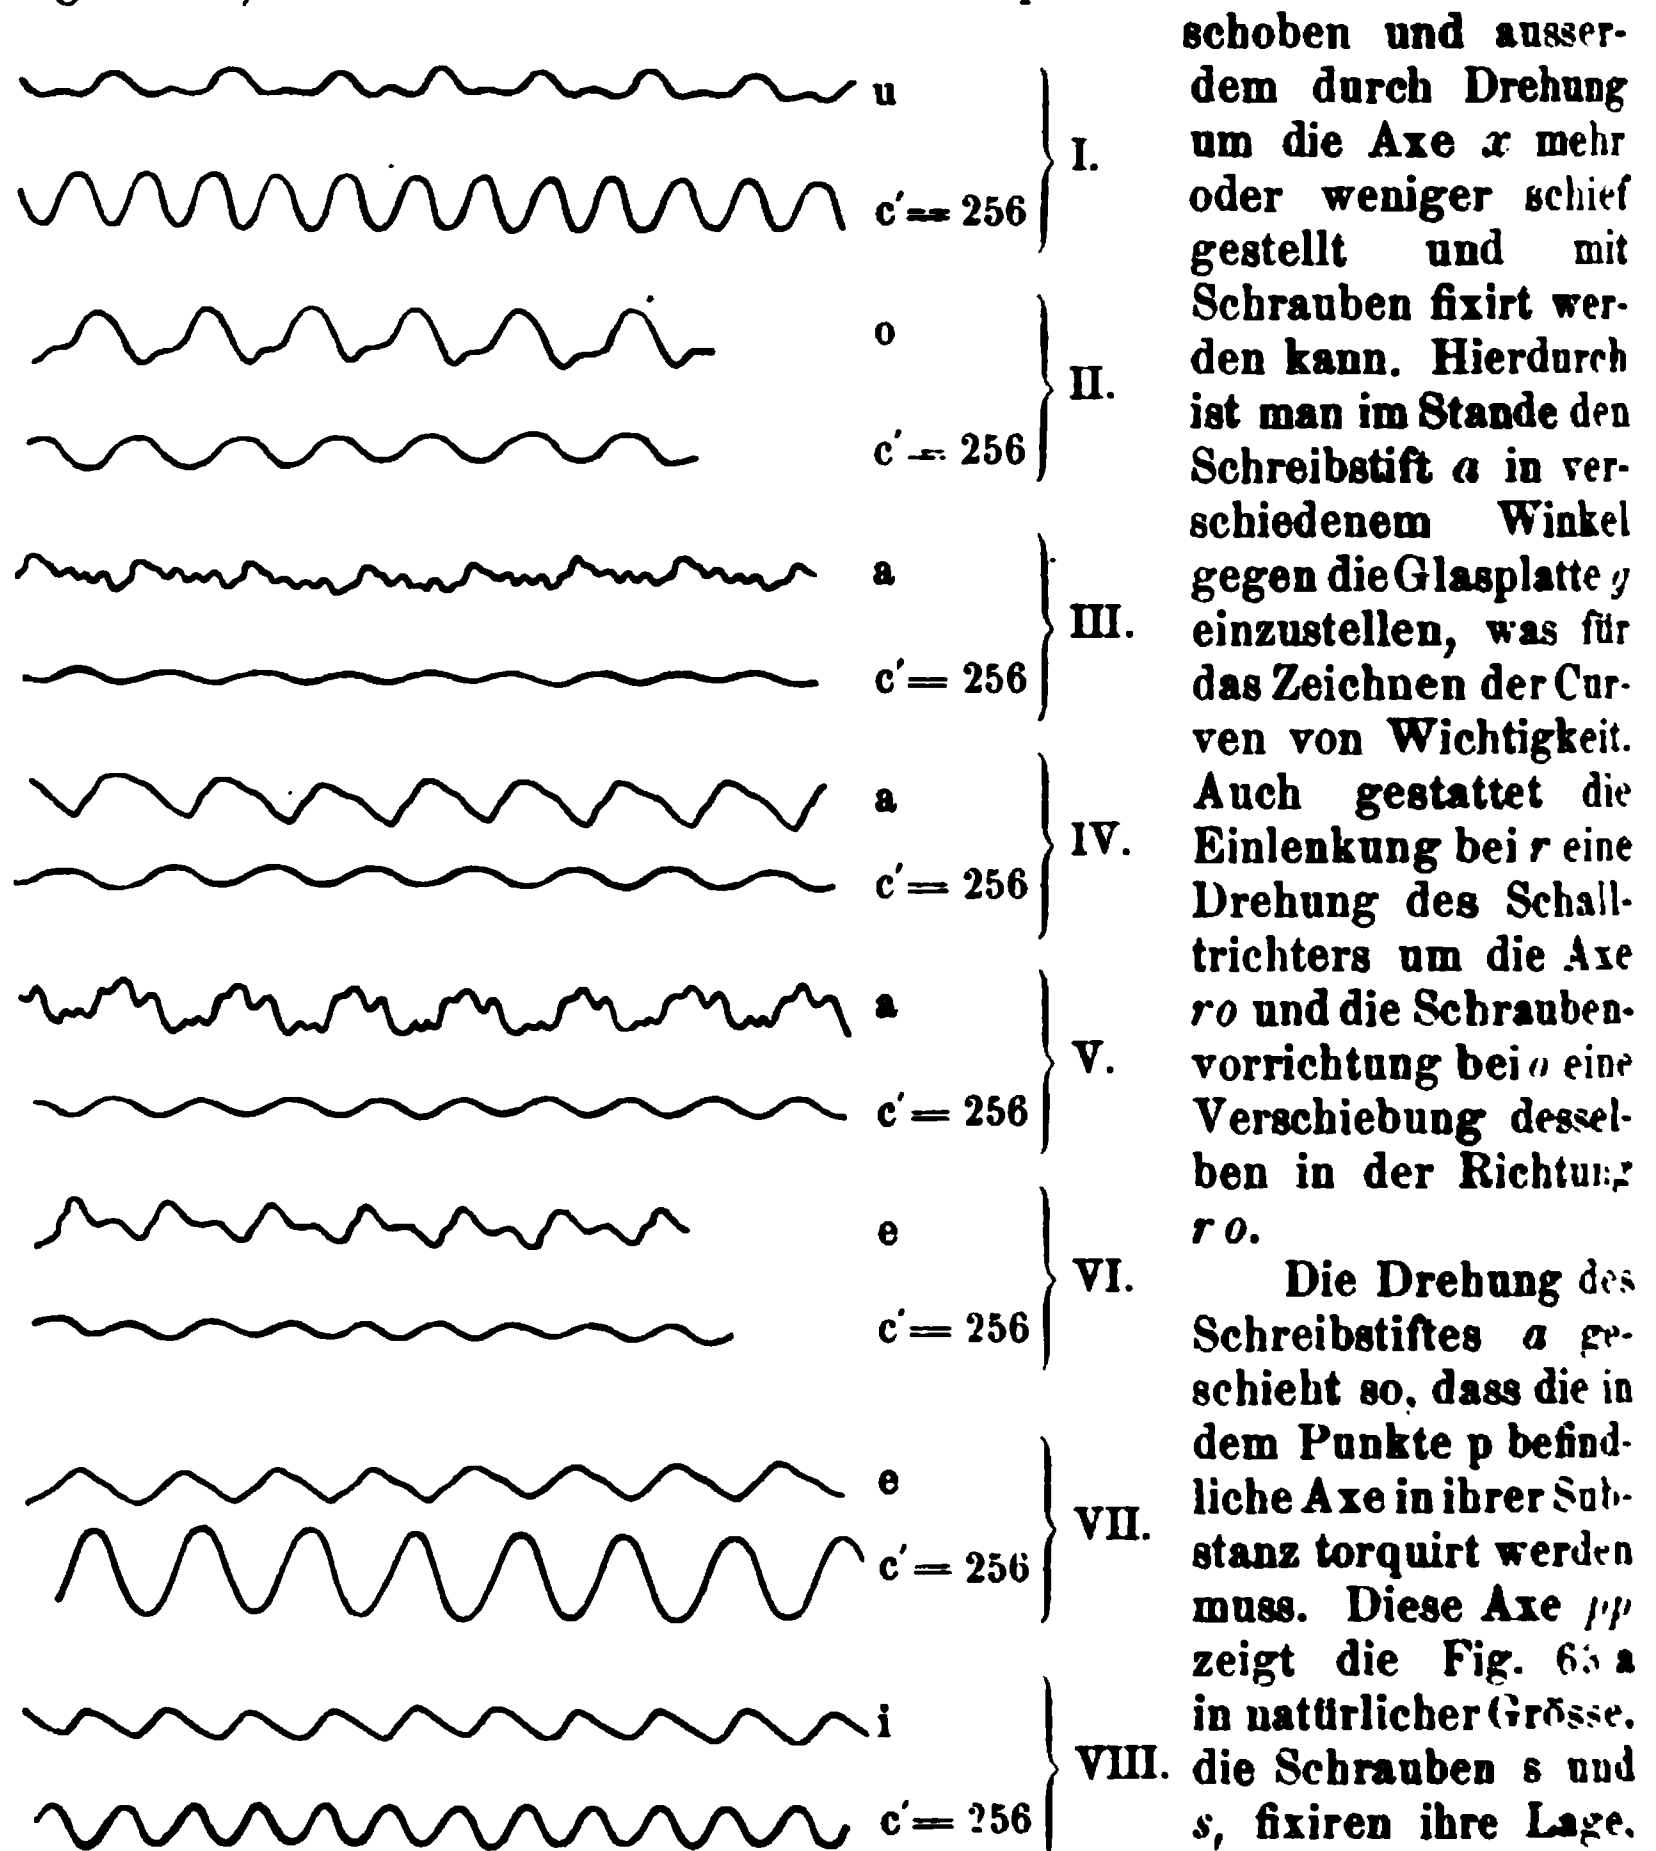 u
c′ = 256
I.
o
c′ = 256
II.
a
c′ = 256
III.
a
c′ = 256
IV.
a
c′ = 256
V.
e
c′ = 256
VI.
e
c′ = 256
VII.
i
c′ = 256
VIII.
schoben und ausser-
dem durch Drehung
um die Axe x mehr
oder weniger schief
gestellt und mit
Schrauben fixirt wer-
den kann. Hierdurch
ist man im Stande den
Schreibstift a in ver-
schiedenem Winkel
gegen die Glasplatte g
einzustellen, was für
das Zeichnen der Cur-
ven von Wichtigkeit.
Auch gestattet die
Einlenkung bei r eine
Drehung des Schall-
trichters um die Axe
ro und die Schrauben-
vorrichtung bei o eine
Verschiebung dessel-
ben in der Richtung
r o.
Die Drehung des
Schreibstiftes a ge-
schieht so, dass die in
dem Punkte p befind-
liche Axe in ihrer Sub-
stanz torquirt werden
muss. Diese Axe pp
zeigt die Fig. a
in natürlicher Grösse,
die Schrauben s und
s, fixiren ihre Lage.